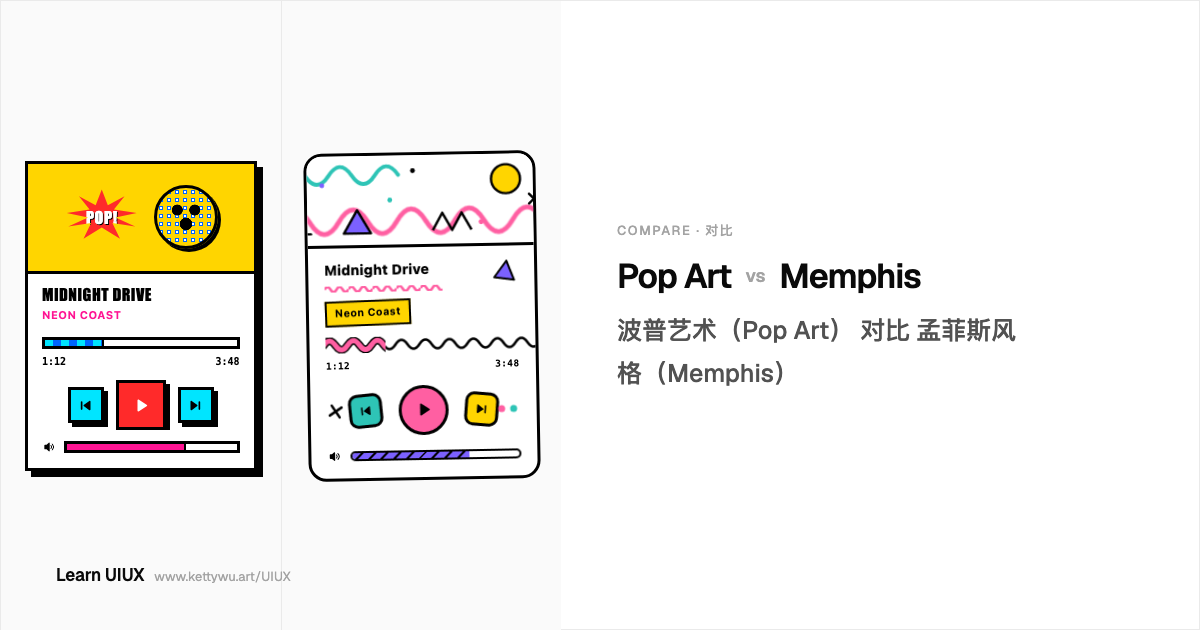 POP!
MIDNIGHT DRIVE
NEON COAST
1:12
3:48
Midnight Drive
Neon Coast
1:12
3:48
COMPARE · 对比
Pop Art vs Memphis
波普艺术（Pop Art） 对比 孟菲斯风
格（Memphis）
Learn UIUX www.kettywu.art/UIUX